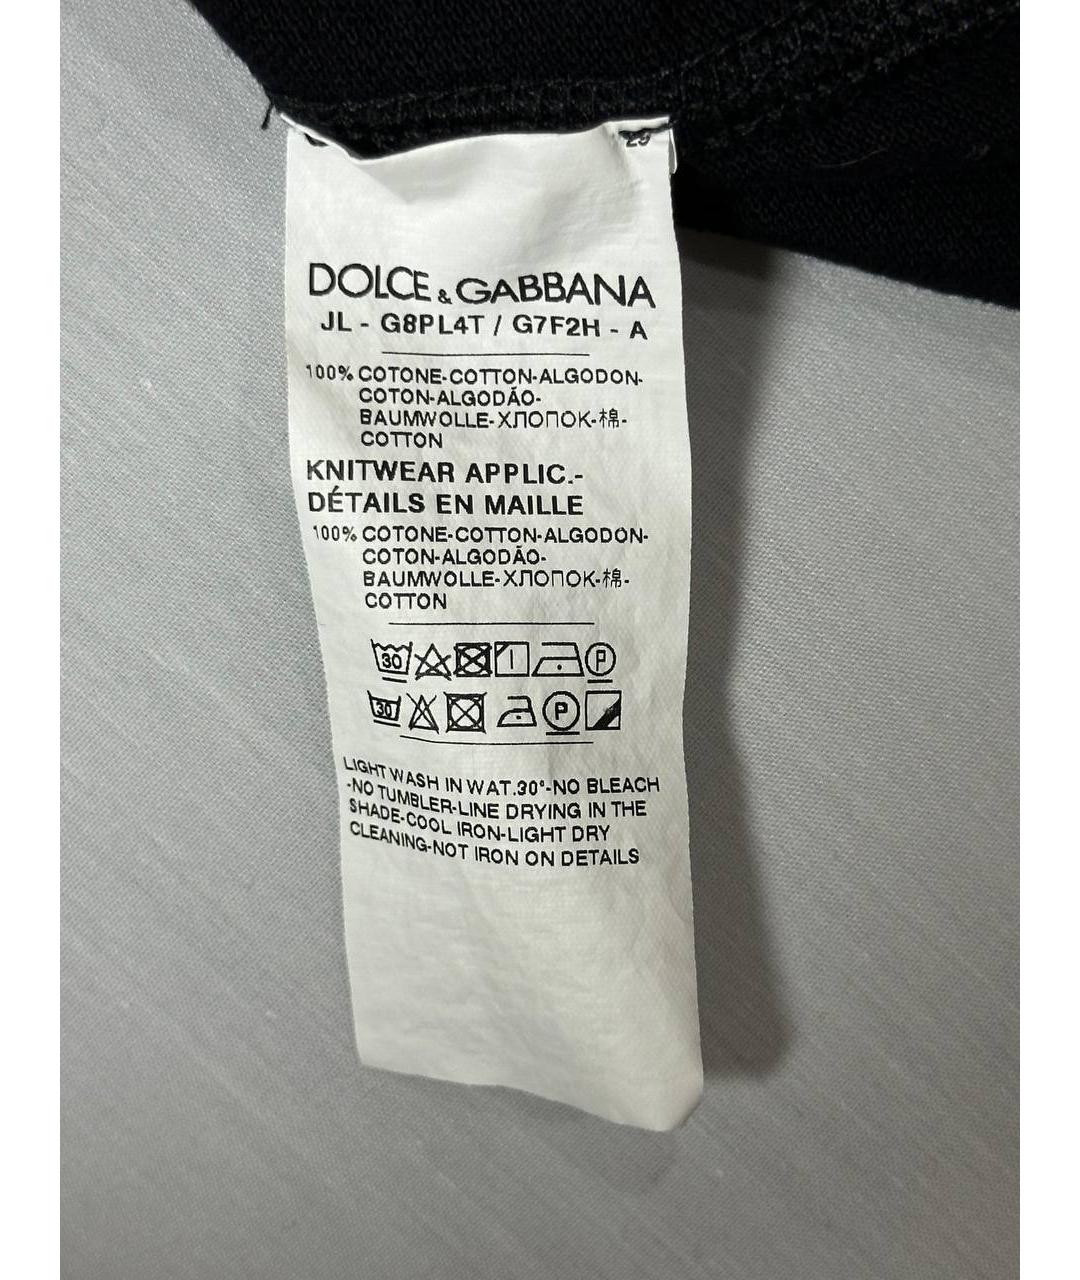 DOLCE & GABBANA
JL - G8PL4T / G7F2H - A
100% COTONE-COTTON-ALGODON-
COTON-ALGODÃO-
BAUMWOLLE-ХЛОПОК-棉-
COTTON
KNITWEAR APPLIC.-
DÉTAILS EN MAILLE
100% COTONE-COTTON-ALGODON-
COTON-ALGODÃO-
BAUMWOLLE-ХЛОПОК-棉-
COTTON
30 P
30 P
LIGHT WASH IN WAT.30°-NO BLEACH
-NO TUMBLER-LINE DRYING IN THE
SHADE-COOL IRON-LIGHT DRY
CLEANING-NOT IRON ON DETAILS